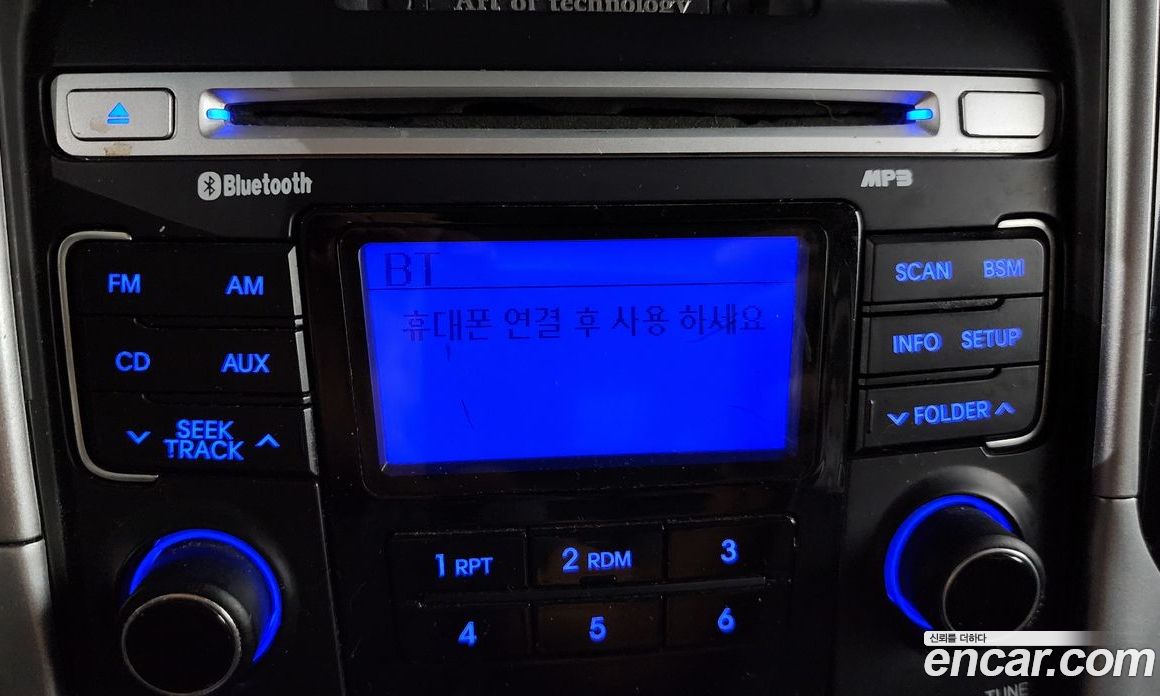 Art of technology
Bluetooth
MP3
BT
휴대폰 연결 후 사용 하세요
FM
AM
CD
AUX
SEEK
TRACK
SCAN
BSM
INFO
SETUP
FOLDER
1 RPT
2 RDM
3
4
5
6
TUNE
신뢰를 더하다
encar.com